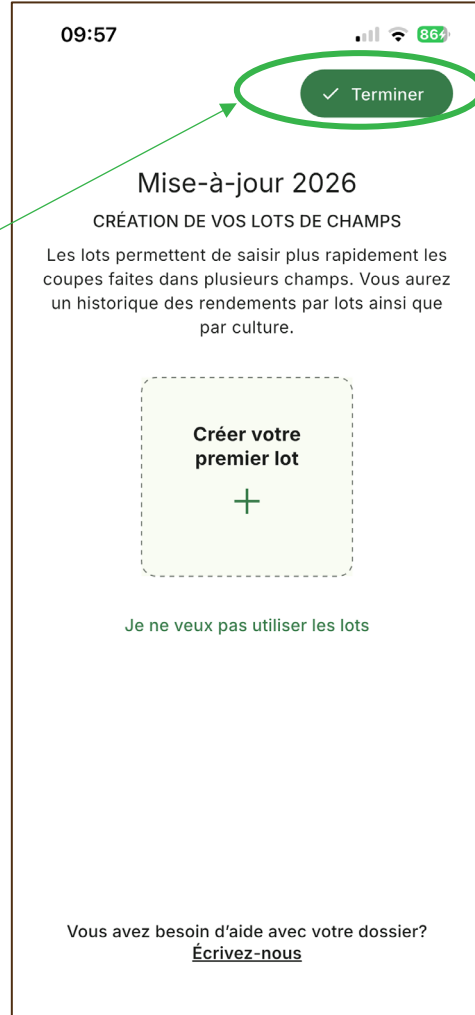 09:57
86
Terminer
Mise-à-jour 2026
CRÉATION DE VOS LOTS DE CHAMPS
Les lots permettent de saisir plus rapidement les
coupes faites dans plusieurs champs. Vous aurez
un historique des rendements par lots ainsi que
par culture.
Créer votre
premier lot
Je ne veux pas utiliser les lots
Vous avez besoin d’aide avec votre dossier?
Écrivez-nous